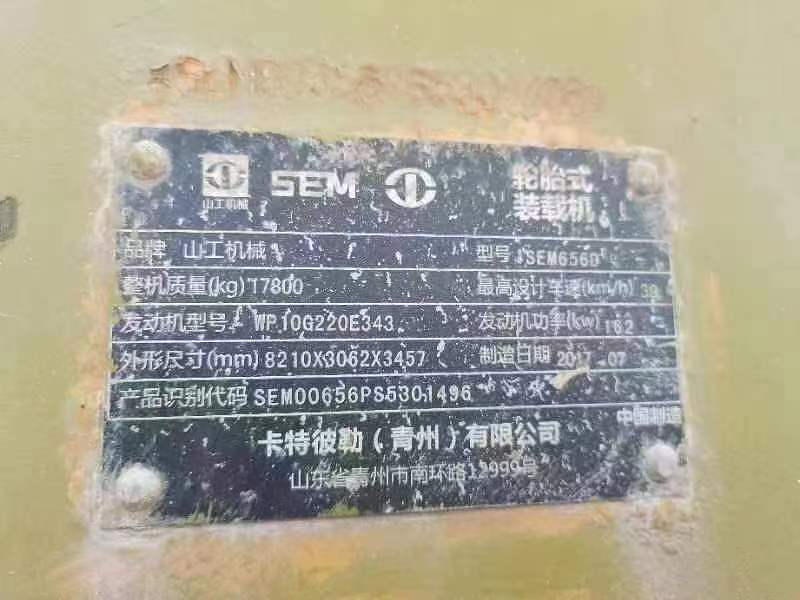 山工机械 SEM 轮胎式
装载机
品牌 山工机械 型号 SEM656D
整机质量(kg) 17800 最高设计车速(km/h) 39
发动机型号 WP10G220E343 发动机功率(kw) 162
外形尺寸(mm) 8210X3062X3457 制造日期 2017 07
产品识别代码 SEM00656PS5301496
中国制造
卡特彼勒(青州)有限公司
山东省青州市南环路12999号